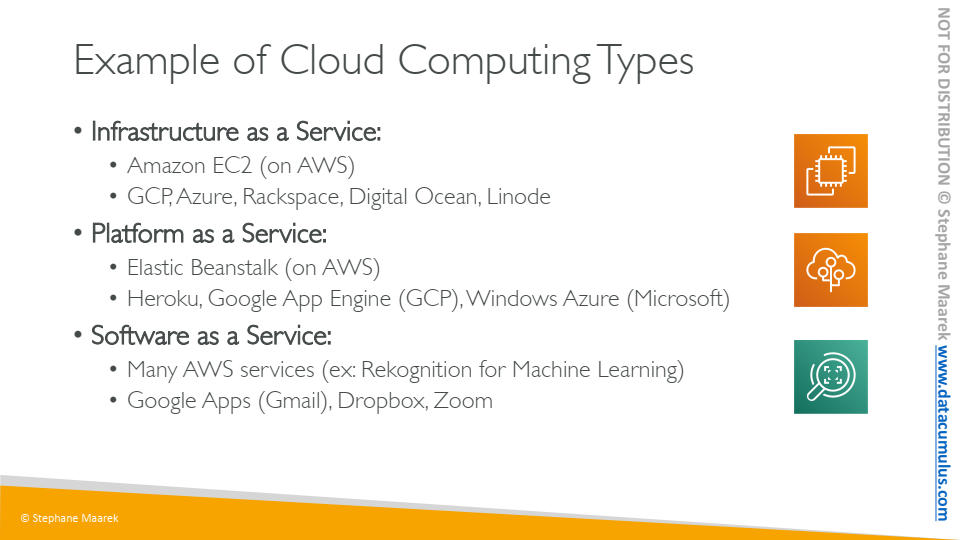 Example of Cloud Computing Types
• Infrastructure as a Service:
• Amazon EC2 (on AWS)
• GCP, Azure, Rackspace, Digital Ocean, Linode
• Platform as a Service:
• Elastic Beanstalk (on AWS)
• Heroku, Google App Engine (GCP), Windows Azure (Microsoft)
• Software as a Service:
• Many AWS services (ex: Rekognition for Machine Learning)
• Google Apps (Gmail), Dropbox, Zoom
© Stephane Maarek
NOT FOR DISTRIBUTION © Stephane Maarek www.datacumulus.com